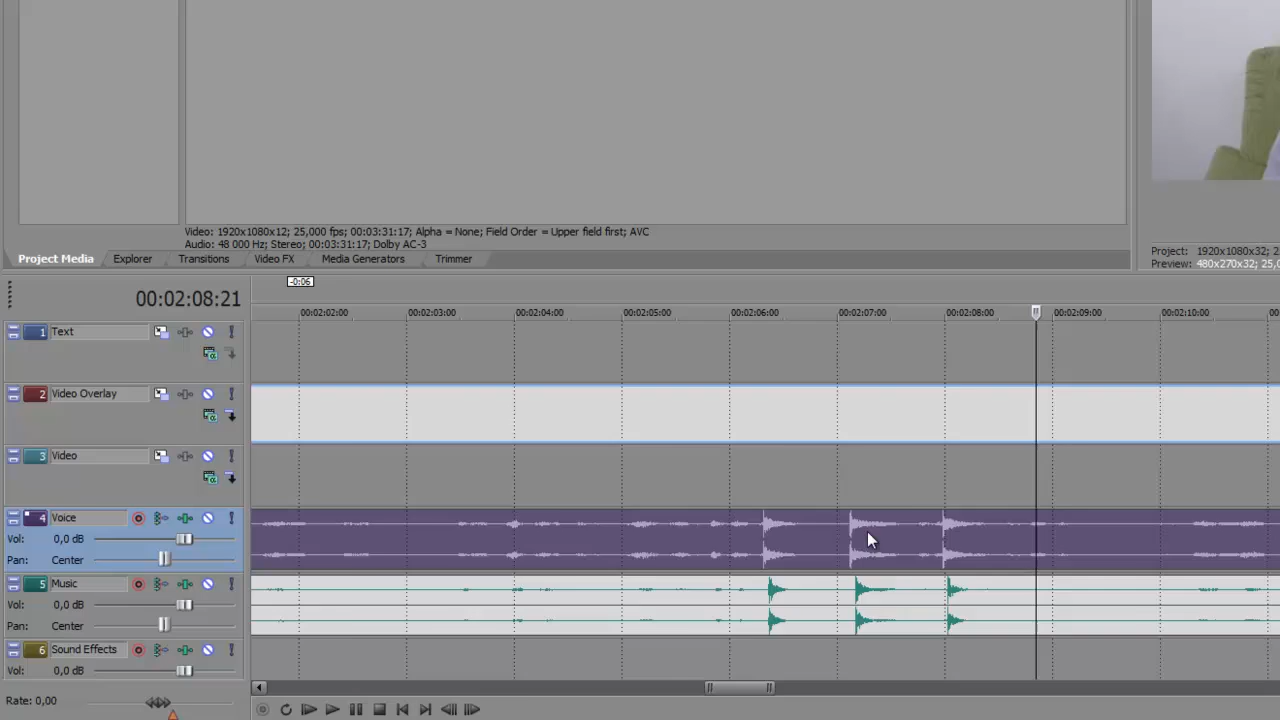 Video: 1920x1080x12; 25,000 fps; 00:03:31:17; Alpha = None; Field Order = Upper field first; AVC
Audio: 48 000 Hz; Stereo; 00:03:31:17; Dolby AC-3
Project: 1920x1080x32; 2
Preview: 480x270x32; 25,0
Project Media Explorer Transitions Video FX Media Generators Trimmer
-0:06
00:02:08:21
00:02:02:00 00:02:03:00 00:02:04:00 00:02:05:00 00:02:06:00 00:02:07:00 00:02:08:00 00:02:09:00 00:02:10:00 00
1 Text
2 Video Overlay
3 Video
4 Voice
Vol: 0,0 dB
Pan: Center
5 Music
Vol: 0,0 dB
Pan: Center
6 Sound Effects
Vol: 0,0 dB
Rate: 0,00